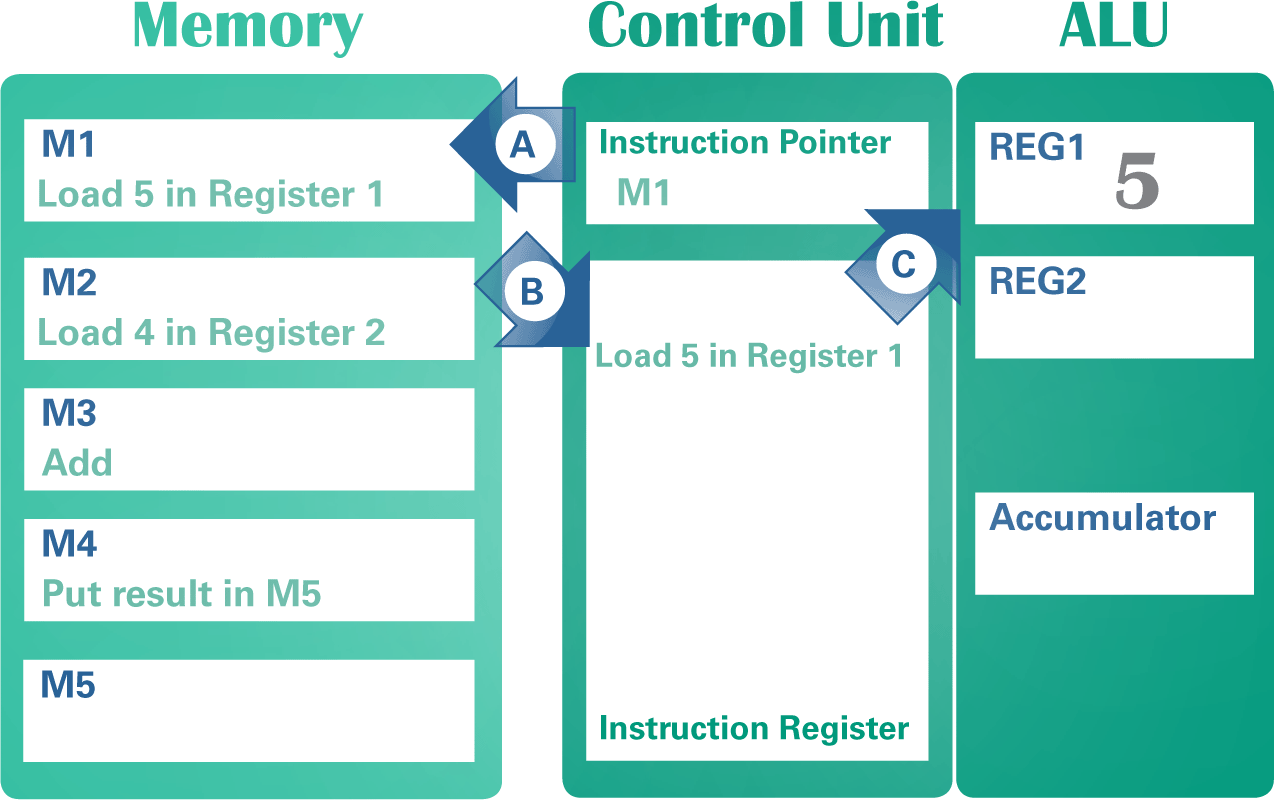 Memory
Control Unit
ALU
M1
Load 5 in Register 1
M2
Load 4 in Register 2
M3
Add
M4
Put result in M5
M5
A
B
Instruction Pointer
M1
C
Load 5 in Register 1
Instruction Register
REG1
5
REG2
Accumulator